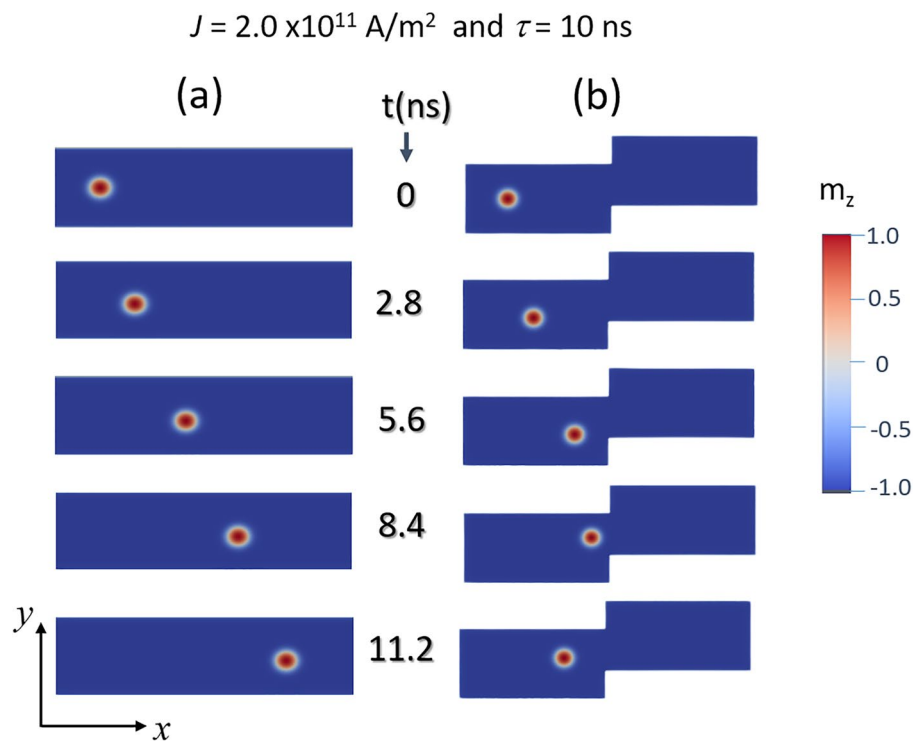 J = 2.0 x10¹¹ A/m² and τ = 10 ns
(a)
(b)
t(ns)
0
2.8
5.6
8.4
11.2
m_z
1.0
0.5
0
-0.5
-1.0
y
x